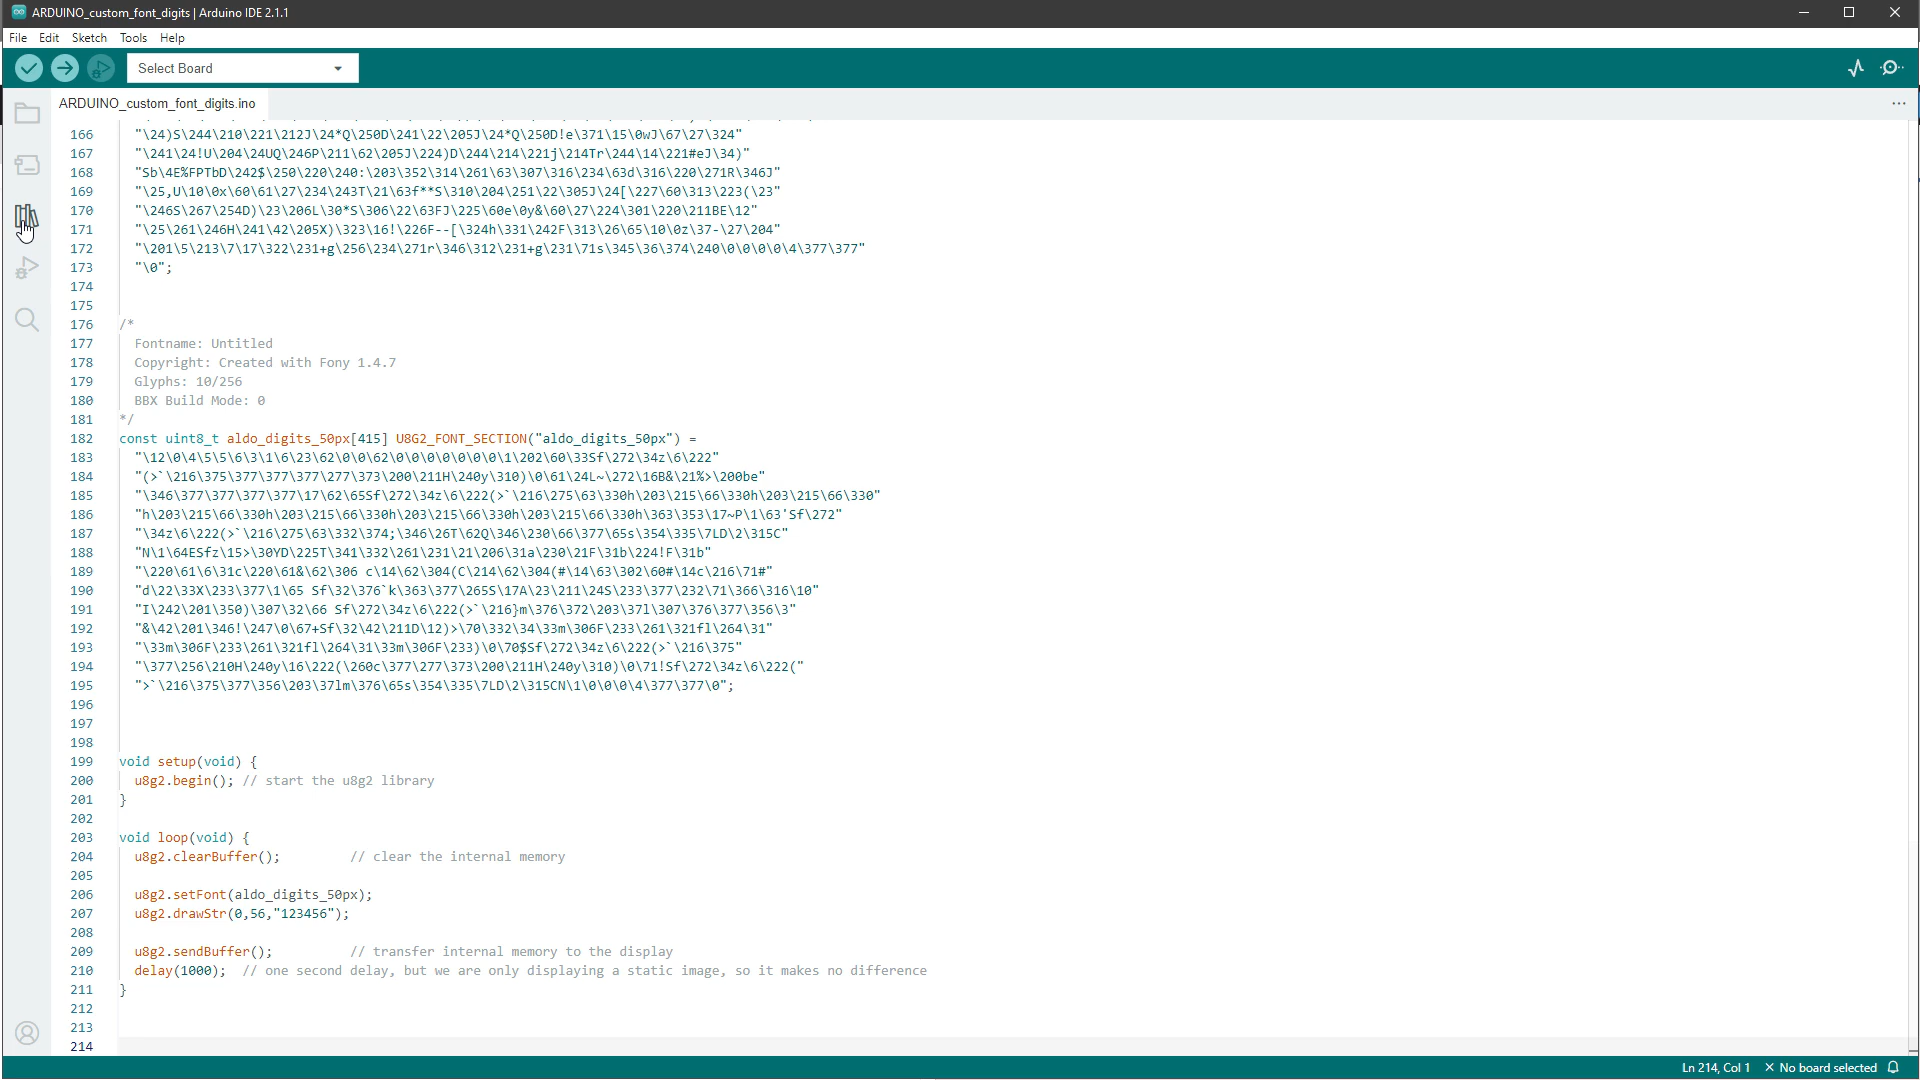 ARDUINO_custom_font_digits | Arduino IDE 2.1.1
File Edit Sketch Tools Help
Select Board
ARDUINO_custom_font_digits.ino
166 "\24)S\244\210\221\212J\24*Q\250D\241\22\205J\24*Q\250D!e\371\15\0wJ\67\27\324"
167 "\241\24!U\204\24UQ\246P\211\62\205J\224)D\244\214\221j\214Tr\244\14\221#eJ\34)"
168 "Sb\4E%FPTbD\242$\250\220\240:\203\352\314\261\63\307\316\234\63d\316\220\271R\346J"
169 "\25,U\10\0x\60\61\27\234\243T\21\63f**S\310\204\251\22\305J\24[\227\60\313\223(\23"
170 "\246S\267\254D)\23\206L\30*S\306\22\63FJ\225\60e\0y&\60\27\224\301\220\211BE\12"
171 "\25\261\246H\241\42\205X)\323\16!\226F--[\324h\331\242F\313\26\65\10\0z\37-\27\204"
172 "\201\5\213\7\17\322\231+g\256\234\271r\346\312\231+g\231\71s\345\36\374\240\0\0\0\0\4\377\377"
173 "\0";
174
175
176 /*
177 Fontname: Untitled
178 Copyright: Created with Fony 1.4.7
179 Glyphs: 10/256
180 BBX Build Mode: 0
181 */
182 const uint8_t aldo_digits_50px[415] U8G2_FONT_SECTION("aldo_digits_50px") =
183 "\12\0\4\5\5\6\3\1\6\23\62\0\0\62\0\0\0\0\0\0\0\1\202\60\33Sf\272\34z\6\222"
184 "(>`\216\375\377\377\377\277\373\200\211H\240y\310)\0\61\24L~\272\16B&\21%>\200be"
185 "\346\377\377\377\377\17\62\65Sf\272\34z\6\222(>`\216\275\63\330h\203\215\66\330h\203\215\66\330"
186 "h\203\215\66\330h\203\215\66\330h\203\215\66\330h\203\215\66\330h\363\353\17~P\1\63'Sf\272"
187 "\34z\6\222(>`\216\275\63\332\374;\346\26T\62Q\346\230\66\377\65s\354\335\7LD\2\315C"
188 "N\1\64ESfz\15>\30YD\225T\341\332\261\231\21\206\31a\230\21F\31b\224!F\31b"
189 "\220\61\6\31c\220\61&\62\306 c\14\62\304(C\214\62\304(#\14\63\302\60#\14c\216\71#"
190 "d\22\33X\233\377\1\65 Sf\32\376`k\363\377\265S\17A\23\211\24S\233\377\232\71\366\316\10"
191 "I\242\201\350)\307\32\66 Sf\272\34z\6\222(>`\216}m\376\372\203\37l\307\376\377\356\3"
192 "&\42\201\346!\247\0\67+Sf\32\42\211D\12)>\70\332\34\33m\306F\233\261\321fl\264\31"
193 "\33m\306F\233\261\321fl\264\31\33m\306F\233)\0\70$Sf\272\34z\6\222(>`\216\375"
194 "\377\256\210H\240y\16\222(\260c\377\277\373\200\211H\240y\310)\0\71!Sf\272\34z\6\222("
195 ">`\216\375\377\356\203\37lm\376\65s\354\335\7LD\2\315CN\1\0\0\0\4\377\377\0";
196
197
198
199 void setup(void) {
200 u8g2.begin(); // start the u8g2 library
201 }
202
203 void loop(void) {
204 u8g2.clearBuffer(); // clear the internal memory
205
206 u8g2.setFont(aldo_digits_50px);
207 u8g2.drawStr(0,56,"123456");
208
209 u8g2.sendBuffer(); // transfer internal memory to the display
210 delay(1000); // one second delay, but we are only displaying a static image, so it makes no difference
211 }
212
213
214
Ln 214, Col 1 × No board selected